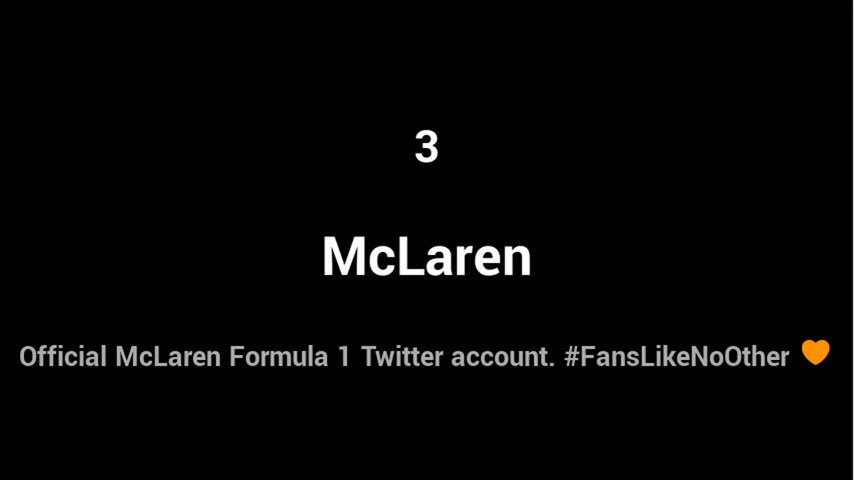 3
McLaren
Official McLaren Formula 1 Twitter account. #FansLikeNoOther 🧡